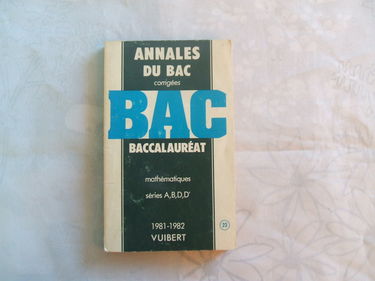 ANNALES
DU BAC
corrigées
BAC
BACCALAURÉAT
mathématiques
séries A,B,D,D'
1981-1982
VUIBERT